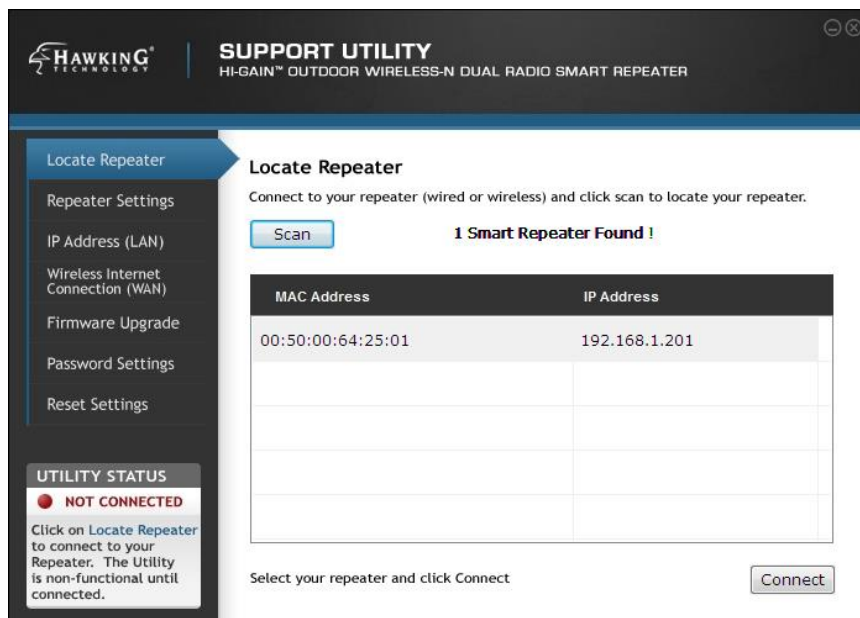 HAWKING®
TECHNOLOGY
SUPPORT UTILITY
HI-GAIN™ OUTDOOR WIRELESS-N DUAL RADIO SMART REPEATER
Locate Repeater
Repeater Settings
IP Address (LAN)
Wireless Internet
Connection (WAN)
Firmware Upgrade
Password Settings
Reset Settings
UTILITY STATUS
NOT CONNECTED
Click on Locate Repeater
to connect to your
Repeater. The Utility
is non-functional until
connected.
Locate Repeater
Connect to your repeater (wired or wireless) and click scan to locate your repeater.
Scan
1 Smart Repeater Found !
MAC Address IP Address
00:50:00:64:25:01 192.168.1.201
Select your repeater and click Connect
Connect